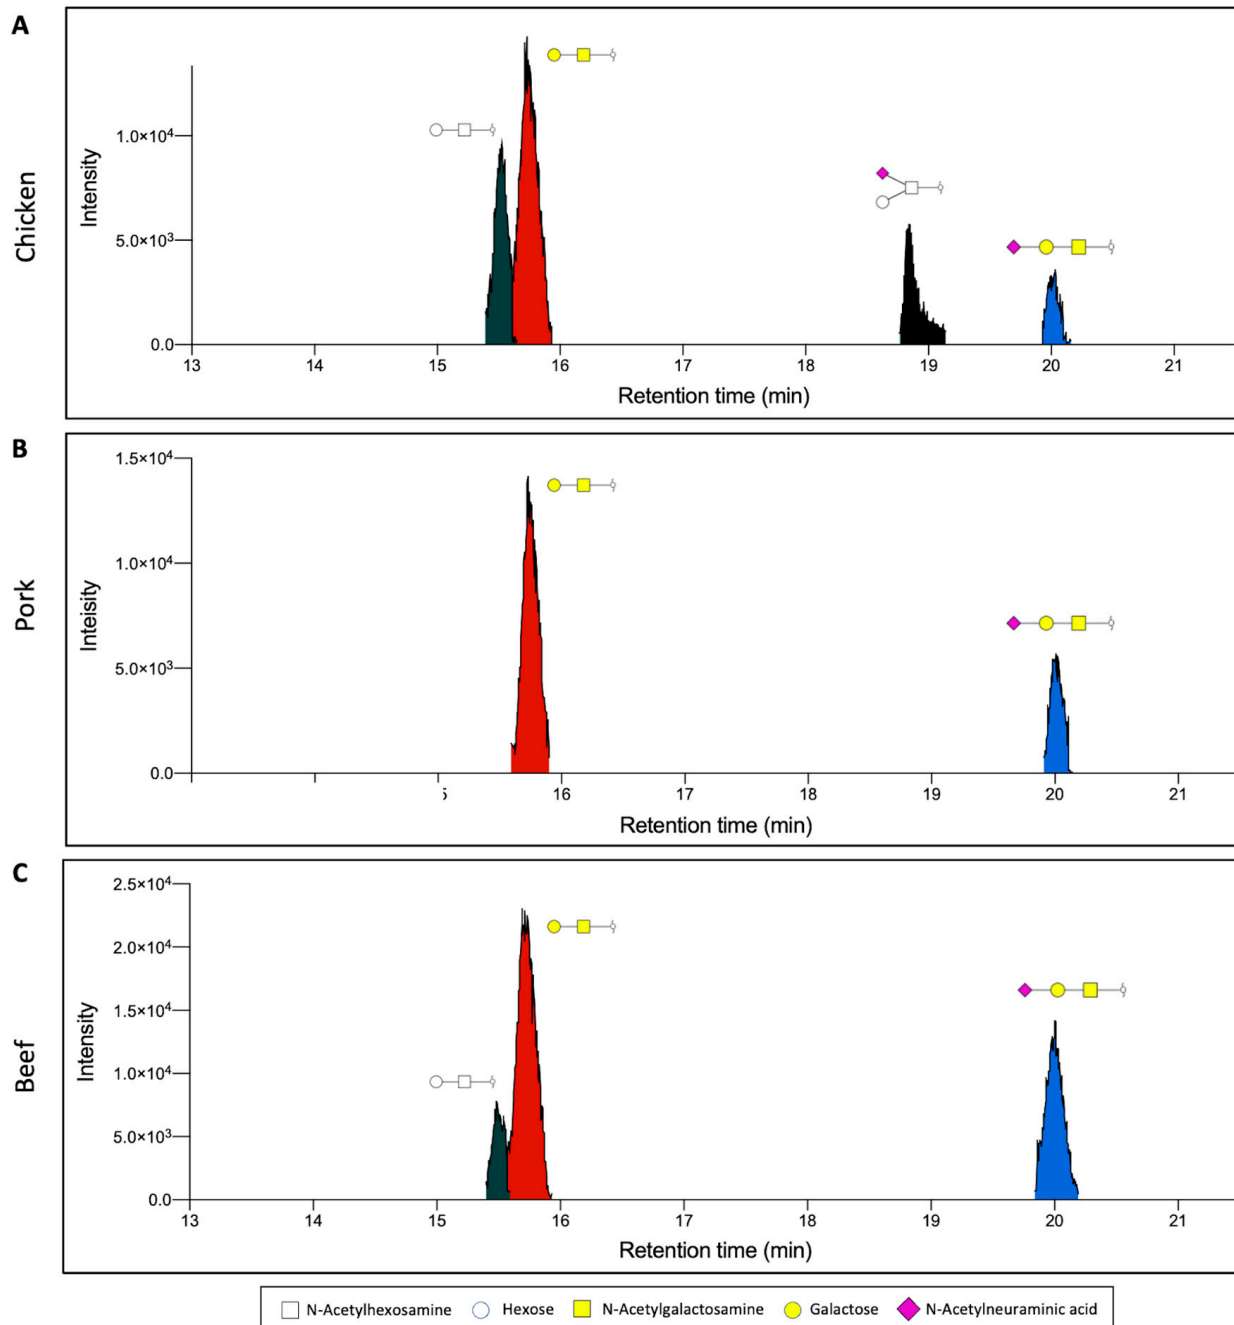 A
Chicken
Intensity
1.0×10⁴
5.0×10³
0.0
13 14 15 16 17 18 19 20 21
Retention time (min)
B
Pork
Inteisity
1.5×10⁴
1.0×10⁴
5.0×10³
0.0
16 17 18 19 20 21
Retention time (min)
C
Beef
Intensity
2.5×10⁴
2.0×10⁴
1.5×10⁴
1.0×10⁴
5.0×10³
0.0
13 14 15 16 17 18 19 20 21
Retention time (min)
N-Acetylhexosamine Hexose N-Acetylgalactosamine Galactose N-Acetylneuraminic acid